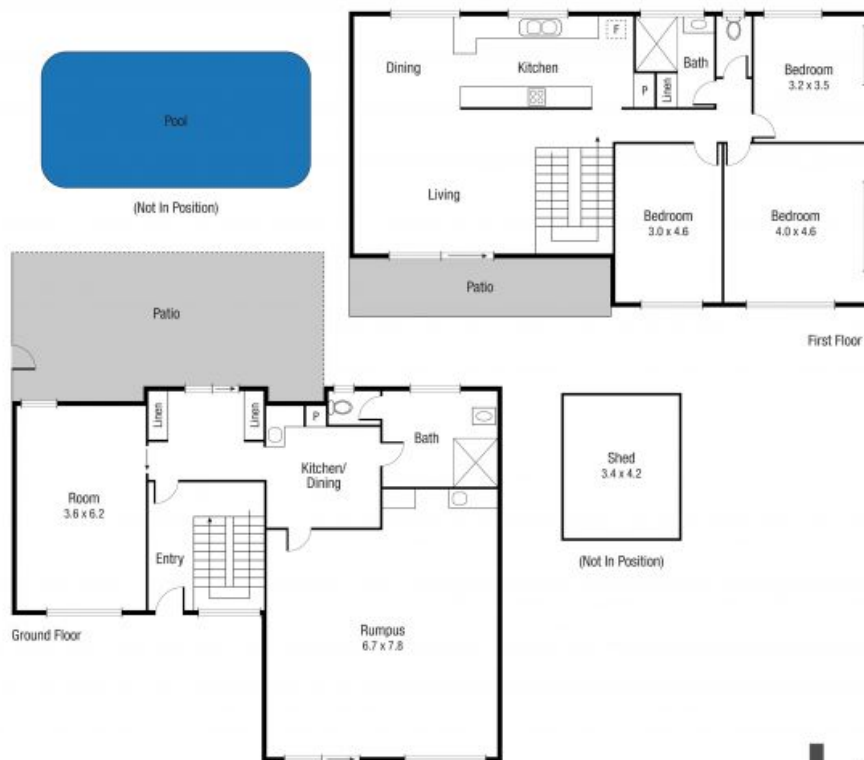 Pool
(Not In Position)
Dining
Kitchen
F
Bath
P
Linen
Bedroom
3.2 x 3.5
Living
Bedroom
3.0 x 4.6
Bedroom
4.0 x 4.6
Patio
First Floor
Patio
Linen
Linen
P
Bath
Kitchen/
Dining
Room
3.6 x 6.2
Entry
Ground Floor
Rumpus
6.7 x 7.8
Shed
3.4 x 4.2
(Not In Position)